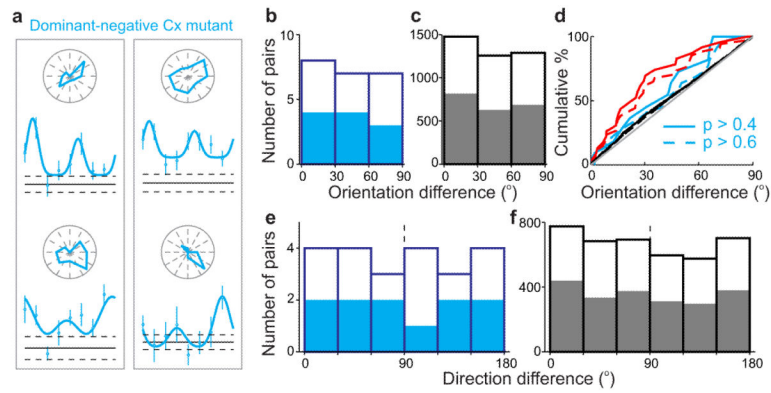 a
Dominant-negative Cx mutant
b
Number of pairs
10
5
0
0 30 60 90
Orientation difference (°)
c
1500
1000
500
0
0 30 60 90
d
Cumulative %
100
50
0
p > 0.4
p > 0.6
0 30 60 90
Orientation difference (°)
e
Number of pairs
4
2
0
0 90 180
f
800
400
0
0 90 180
Direction difference (°)